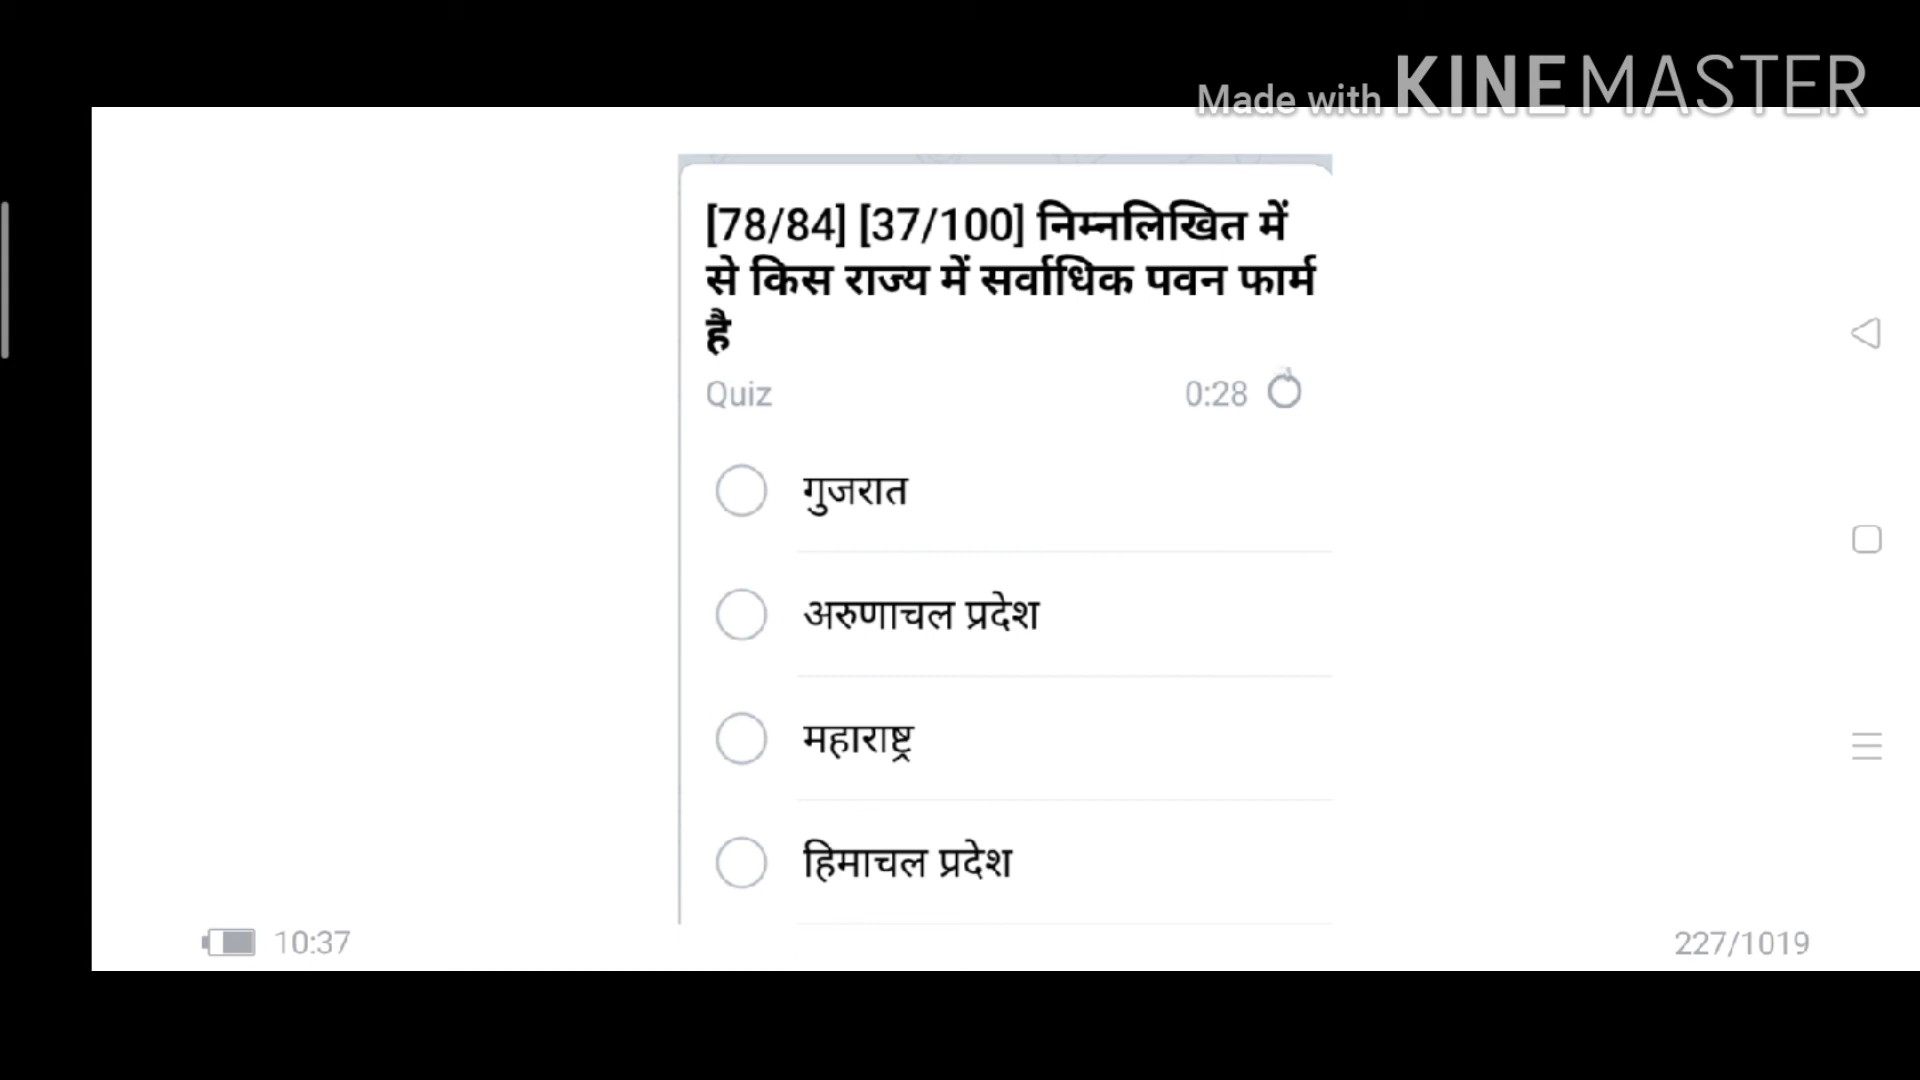 Made with KINEMASTER
[78/84] [37/100] निम्नलिखित में
से किस राज्य में सर्वाधिक पवन फार्म
है
Quiz 0:28
गुजरात
अरुणाचल प्रदेश
महाराष्ट्र
हिमाचल प्रदेश
10:37 227/1019